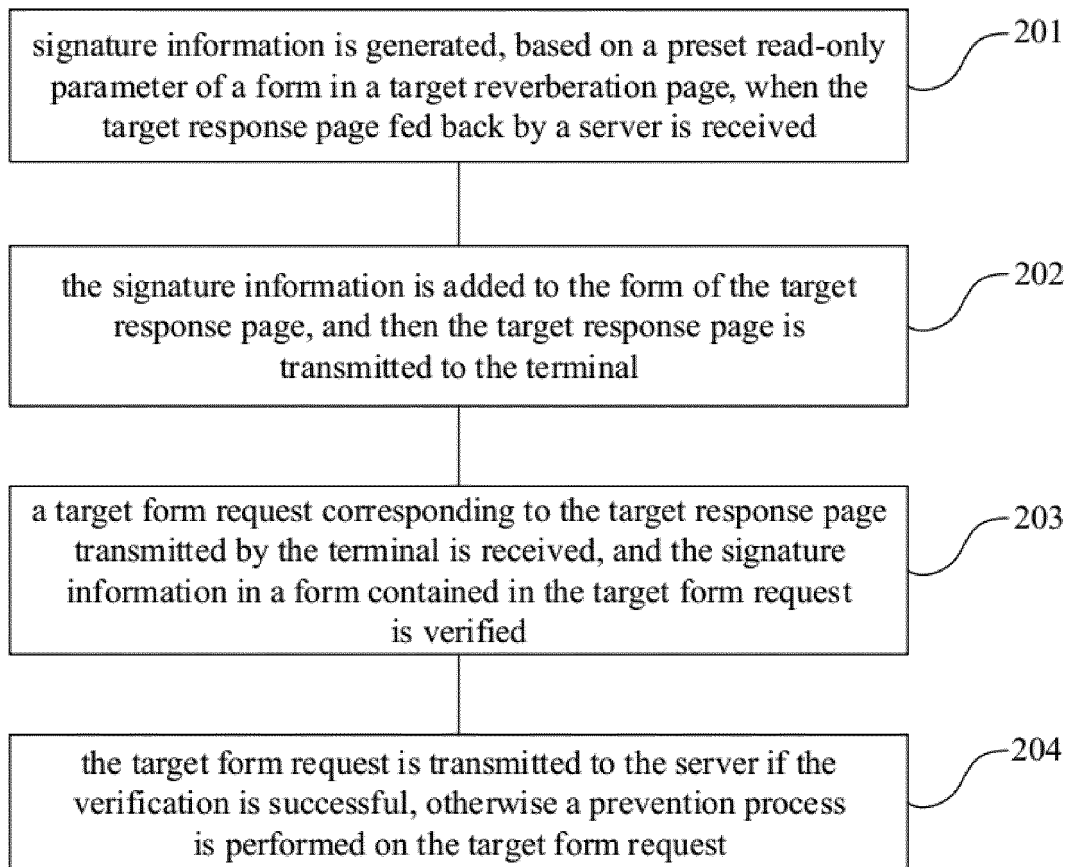 signature information is generated, based on a preset read-only
parameter of a form in a target reverberation page, when the
target response page fed back by a server is received
201
the signature information is added to the form of the target
response page, and then the target response page is
transmitted to the terminal
202
a target form request corresponding to the target response page
transmitted by the terminal is received, and the signature
information in a form contained in the target form request
is verified
203
the target form request is transmitted to the server if the
verification is successful, otherwise a prevention process
is performed on the target form request
204